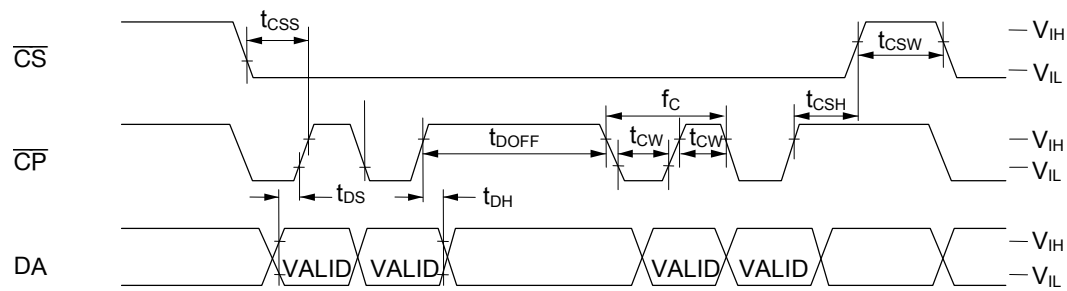 tCSS
VIH
CS
tCSW
VIL
fC
tCSH
CP
tDOFF
tCW
tCW
VIH
VIL
tDS
tDH
VIH
DA
VALID
VALID
VALID
VALID
VIL